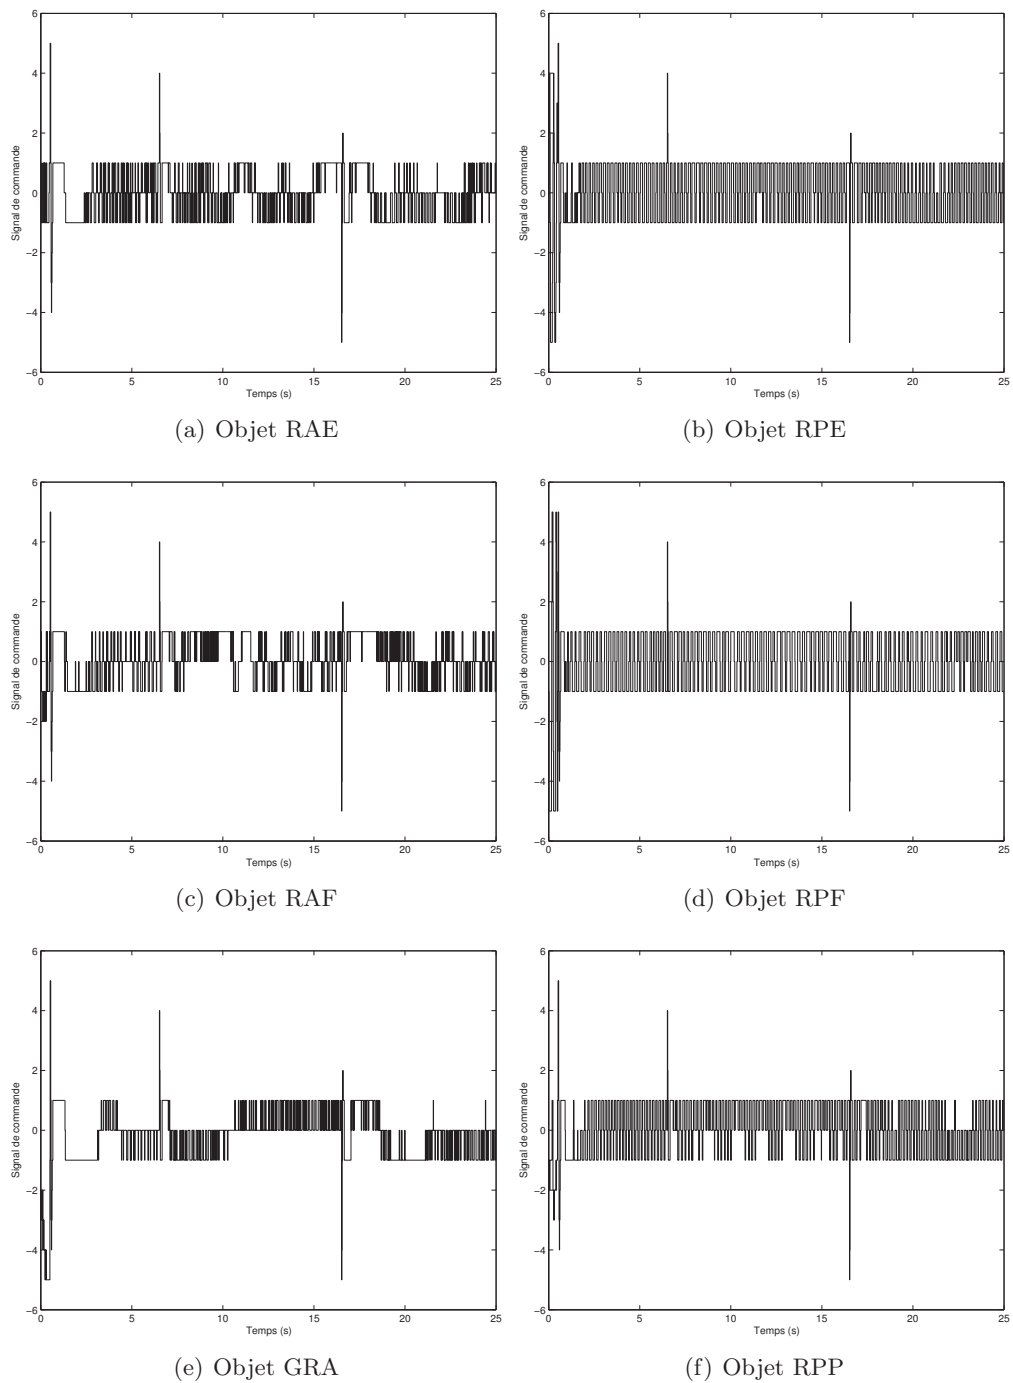 6
4
2
0
−2
−4
−6
Signal de commande
0 5 10 15 20 25
Temps (s)
(a) Objet RAE
6
4
2
0
−2
−4
−6
Signal de commande
0 5 10 15 20 25
Temps (s)
(b) Objet RPE
6
4
2
0
−2
−4
−6
Signal de commande
0 5 10 15 20 25
Temps (s)
(c) Objet RAF
6
4
2
0
−2
−4
−6
Signal de commande
0 5 10 15 20 25
Temps (s)
(d) Objet RPF
6
4
2
0
−2
−4
−6
Signal de commande
0 5 10 15 20 25
Temps (s)
(e) Objet GRA
6
4
2
0
−2
−4
−6
Signal de commande
0 5 10 15 20 25
Temps (s)
(f) Objet RPP